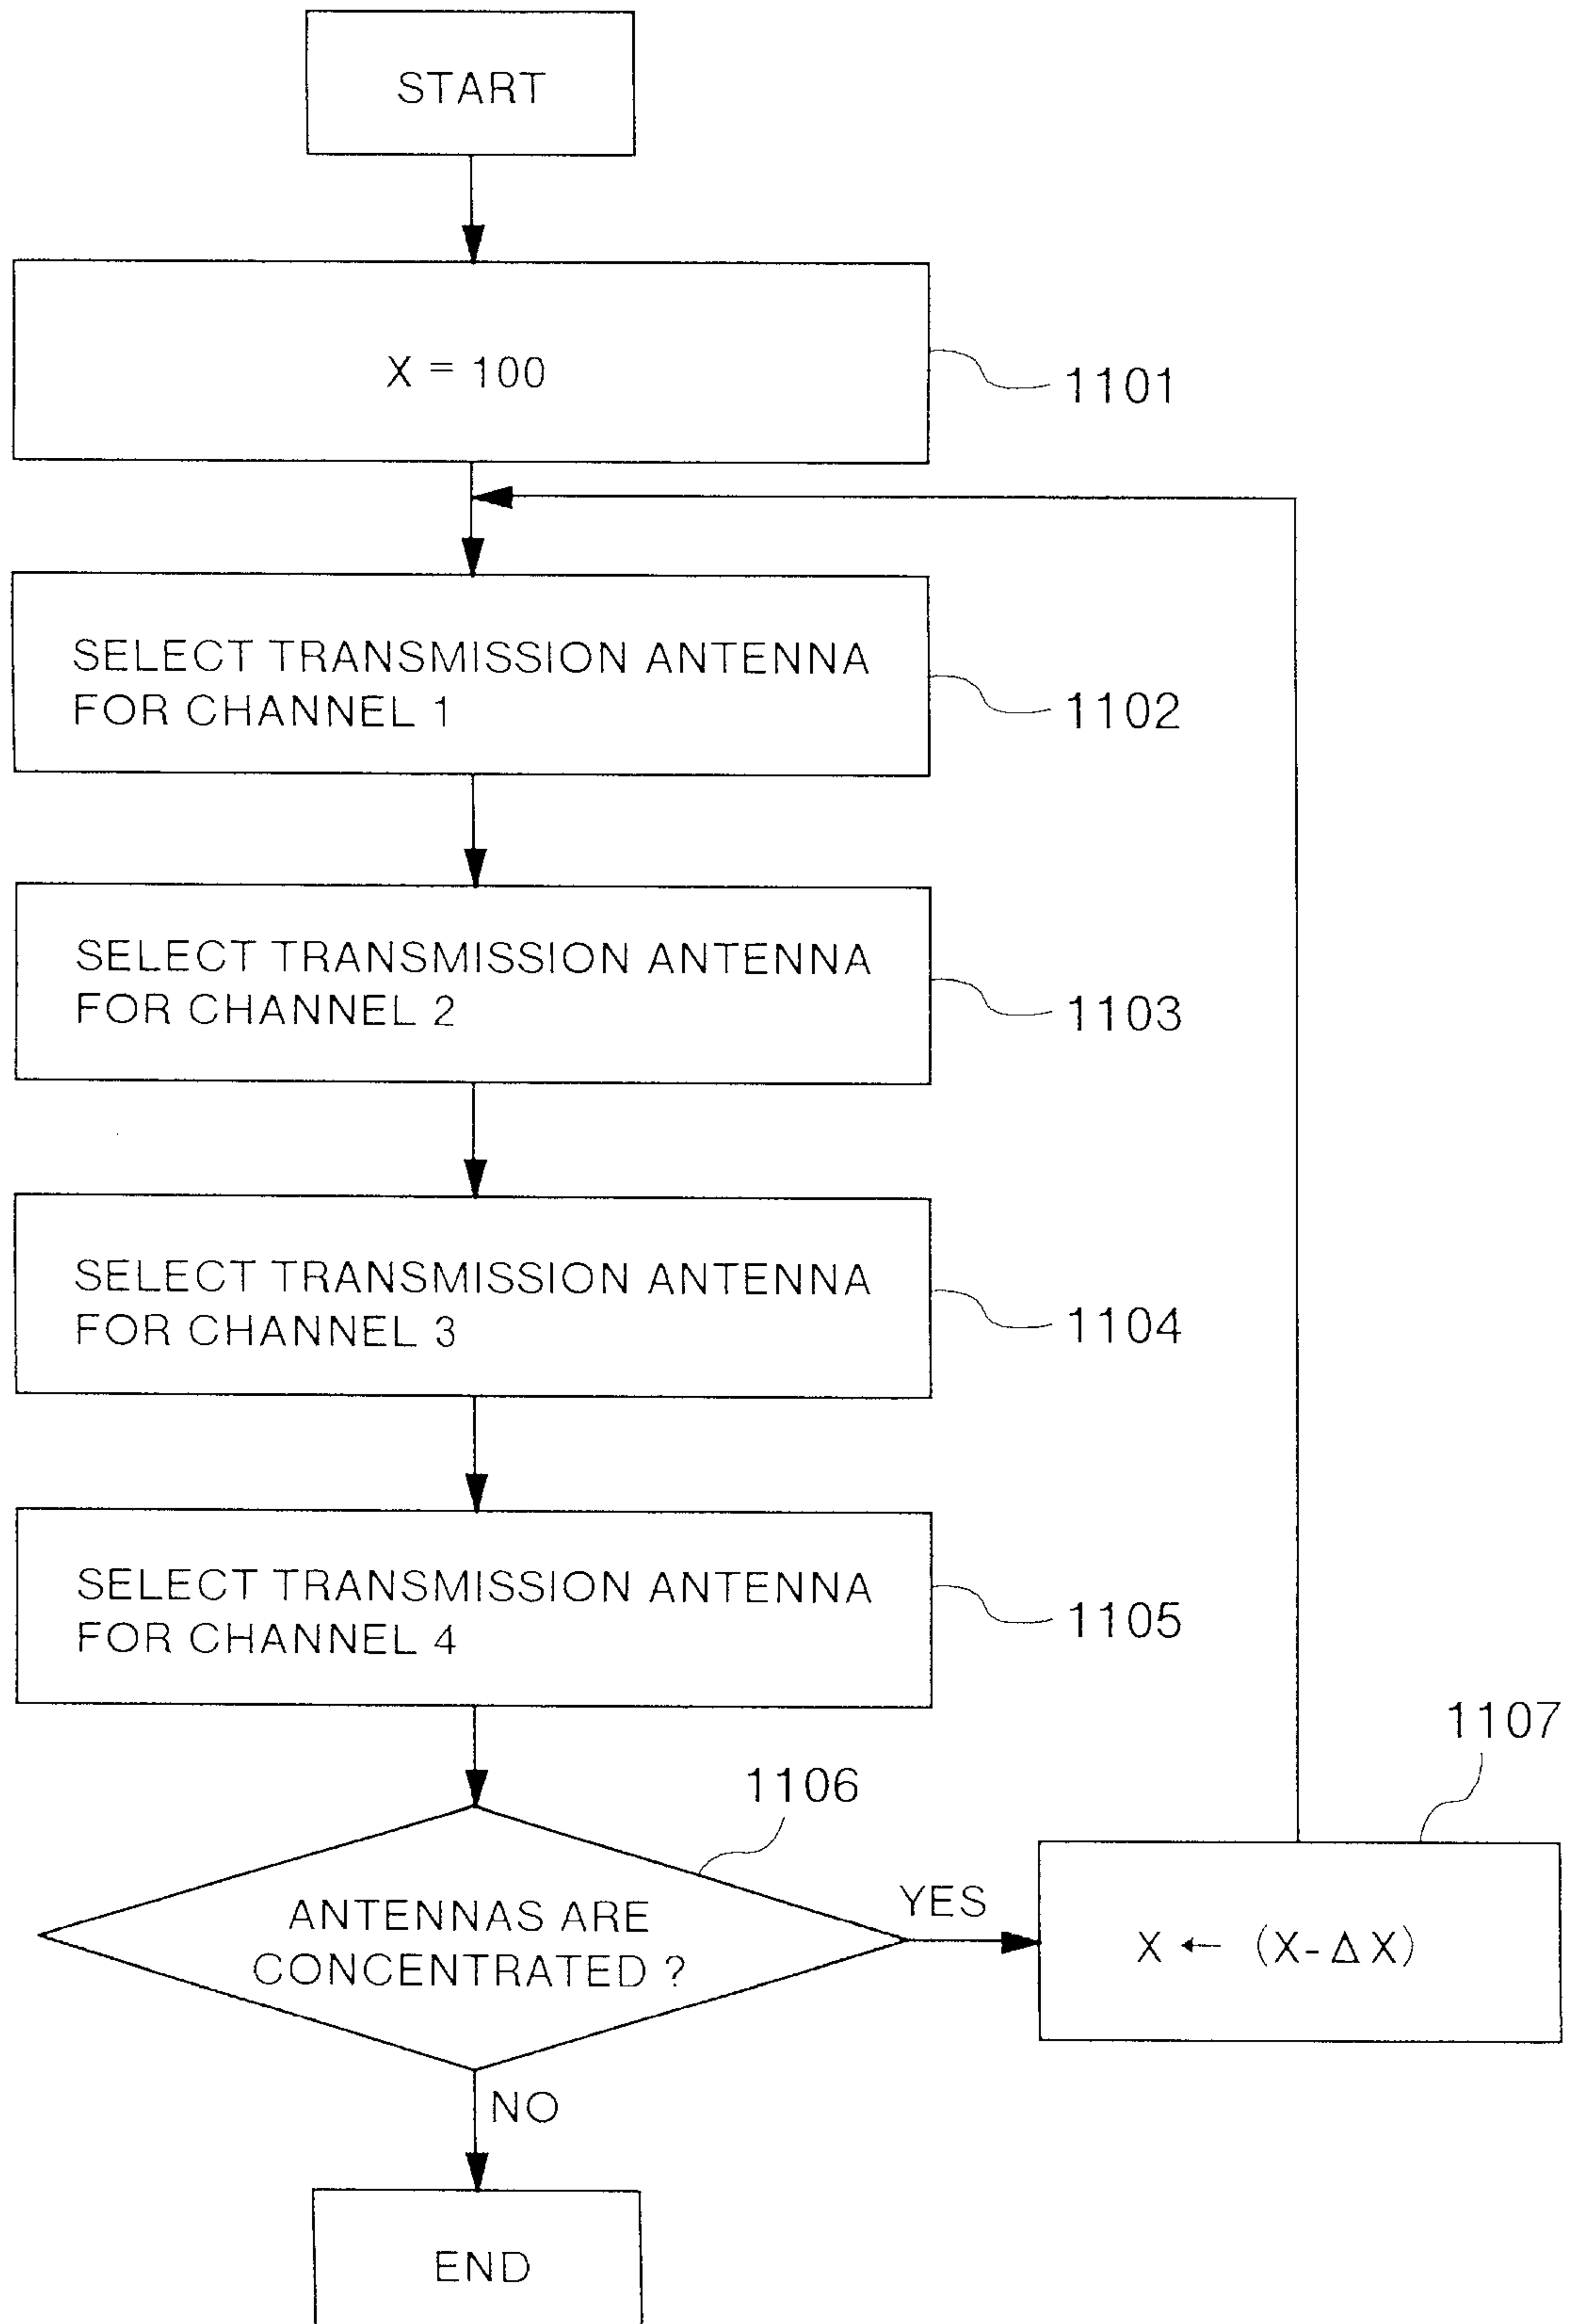 START
X = 100
1101
SELECT TRANSMISSION ANTENNA
FOR CHANNEL 1
1102
SELECT TRANSMISSION ANTENNA
FOR CHANNEL 2
1103
SELECT TRANSMISSION ANTENNA
FOR CHANNEL 3
1104
SELECT TRANSMISSION ANTENNA
FOR CHANNEL 4
1105
1106
ANTENNAS ARE
CONCENTRATED ?
YES
1107
X ← (X-ΔX)
NO
END